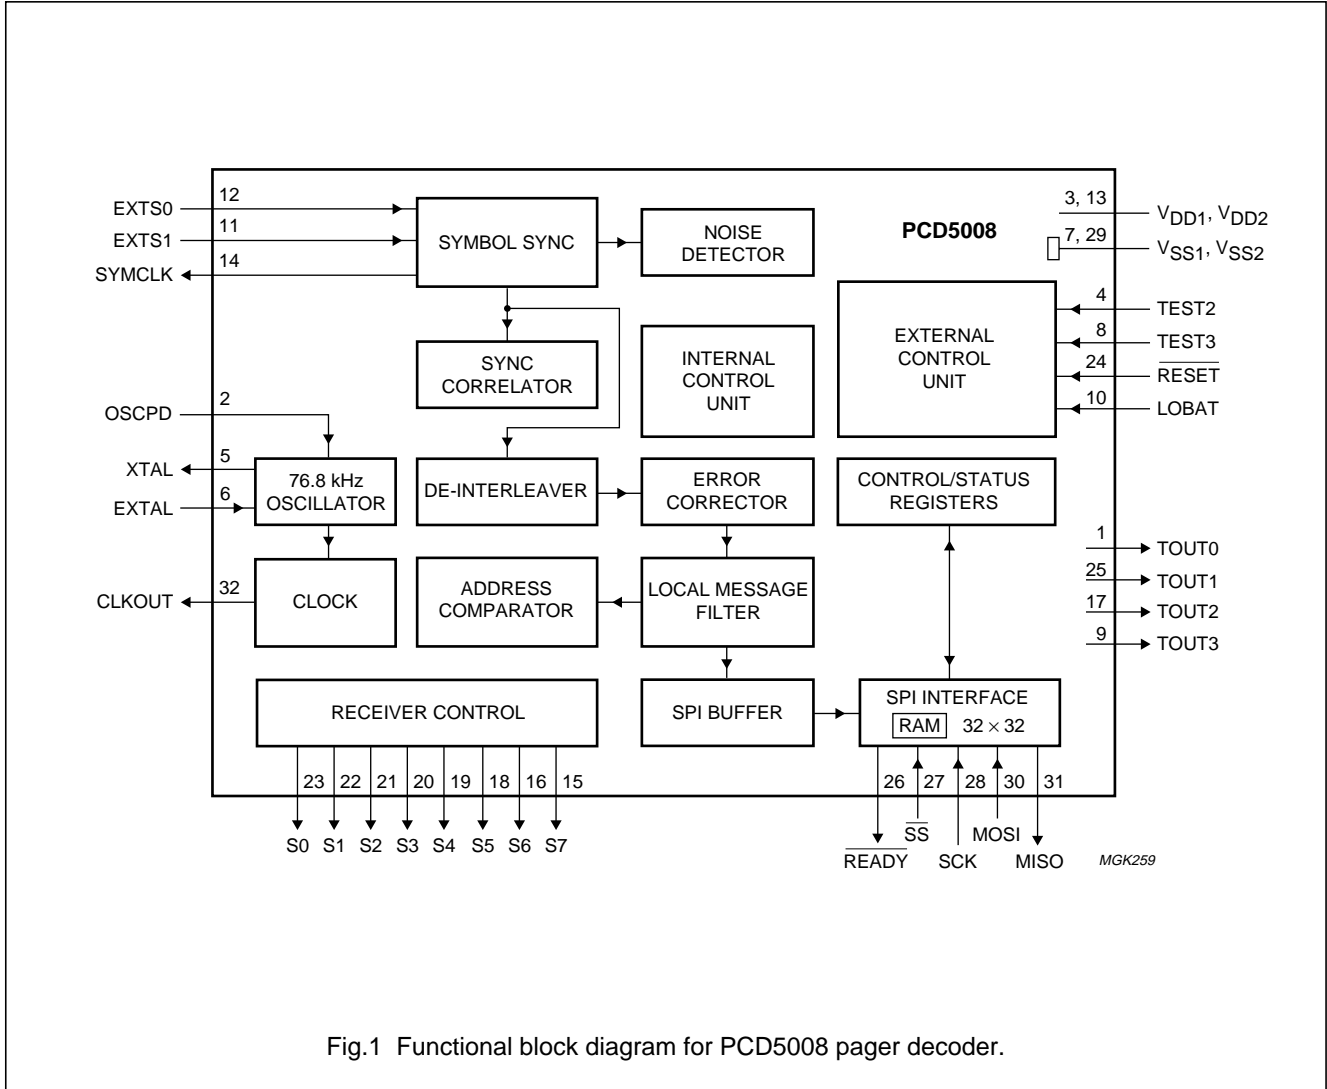 12
EXTS0
11
EXTS1
14
SYMCLK
SYMBOL SYNC
NOISE
DETECTOR
PCD5008
3, 13
VDD1, VDD2
7, 29
VSS1, VSS2
4
TEST2
8
TEST3
24
RESET
10
LOBAT
EXTERNAL
CONTROL
UNIT
INTERNAL
CONTROL
UNIT
SYNC
CORRELATOR
2
OSCPD
5
XTAL
6
EXTAL
76.8 kHz
OSCILLATOR
DE-INTERLEAVER
ERROR
CORRECTOR
CONTROL/STATUS
REGISTERS
32
CLKOUT
CLOCK
ADDRESS
COMPARATOR
LOCAL MESSAGE
FILTER
1
TOUT0
25
TOUT1
17
TOUT2
9
TOUT3
RECEIVER CONTROL
SPI BUFFER
SPI INTERFACE
RAM 32 × 32
23 22 21 20 19 18 16 15
S0 S1 S2 S3 S4 S5 S6 S7
26 27 28 30 31
SS MOSI
READY SCK MISO
MGK259
Fig.1 Functional block diagram for PCD5008 pager decoder.